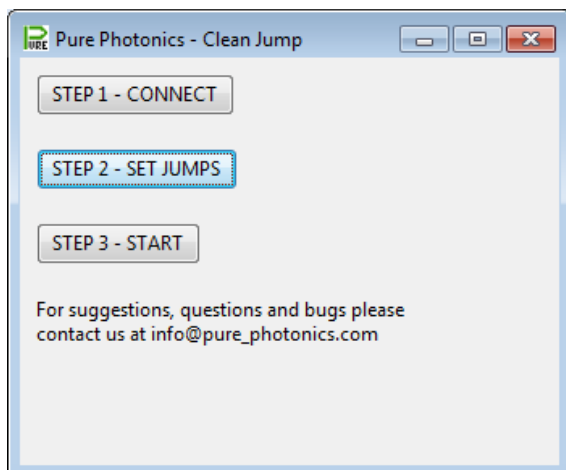 PURE Pure Photonics - Clean Jump
STEP 1 - CONNECT
STEP 2 - SET JUMPS
STEP 3 - START
For suggestions, questions and bugs please
contact us at info@pure_photonics.com